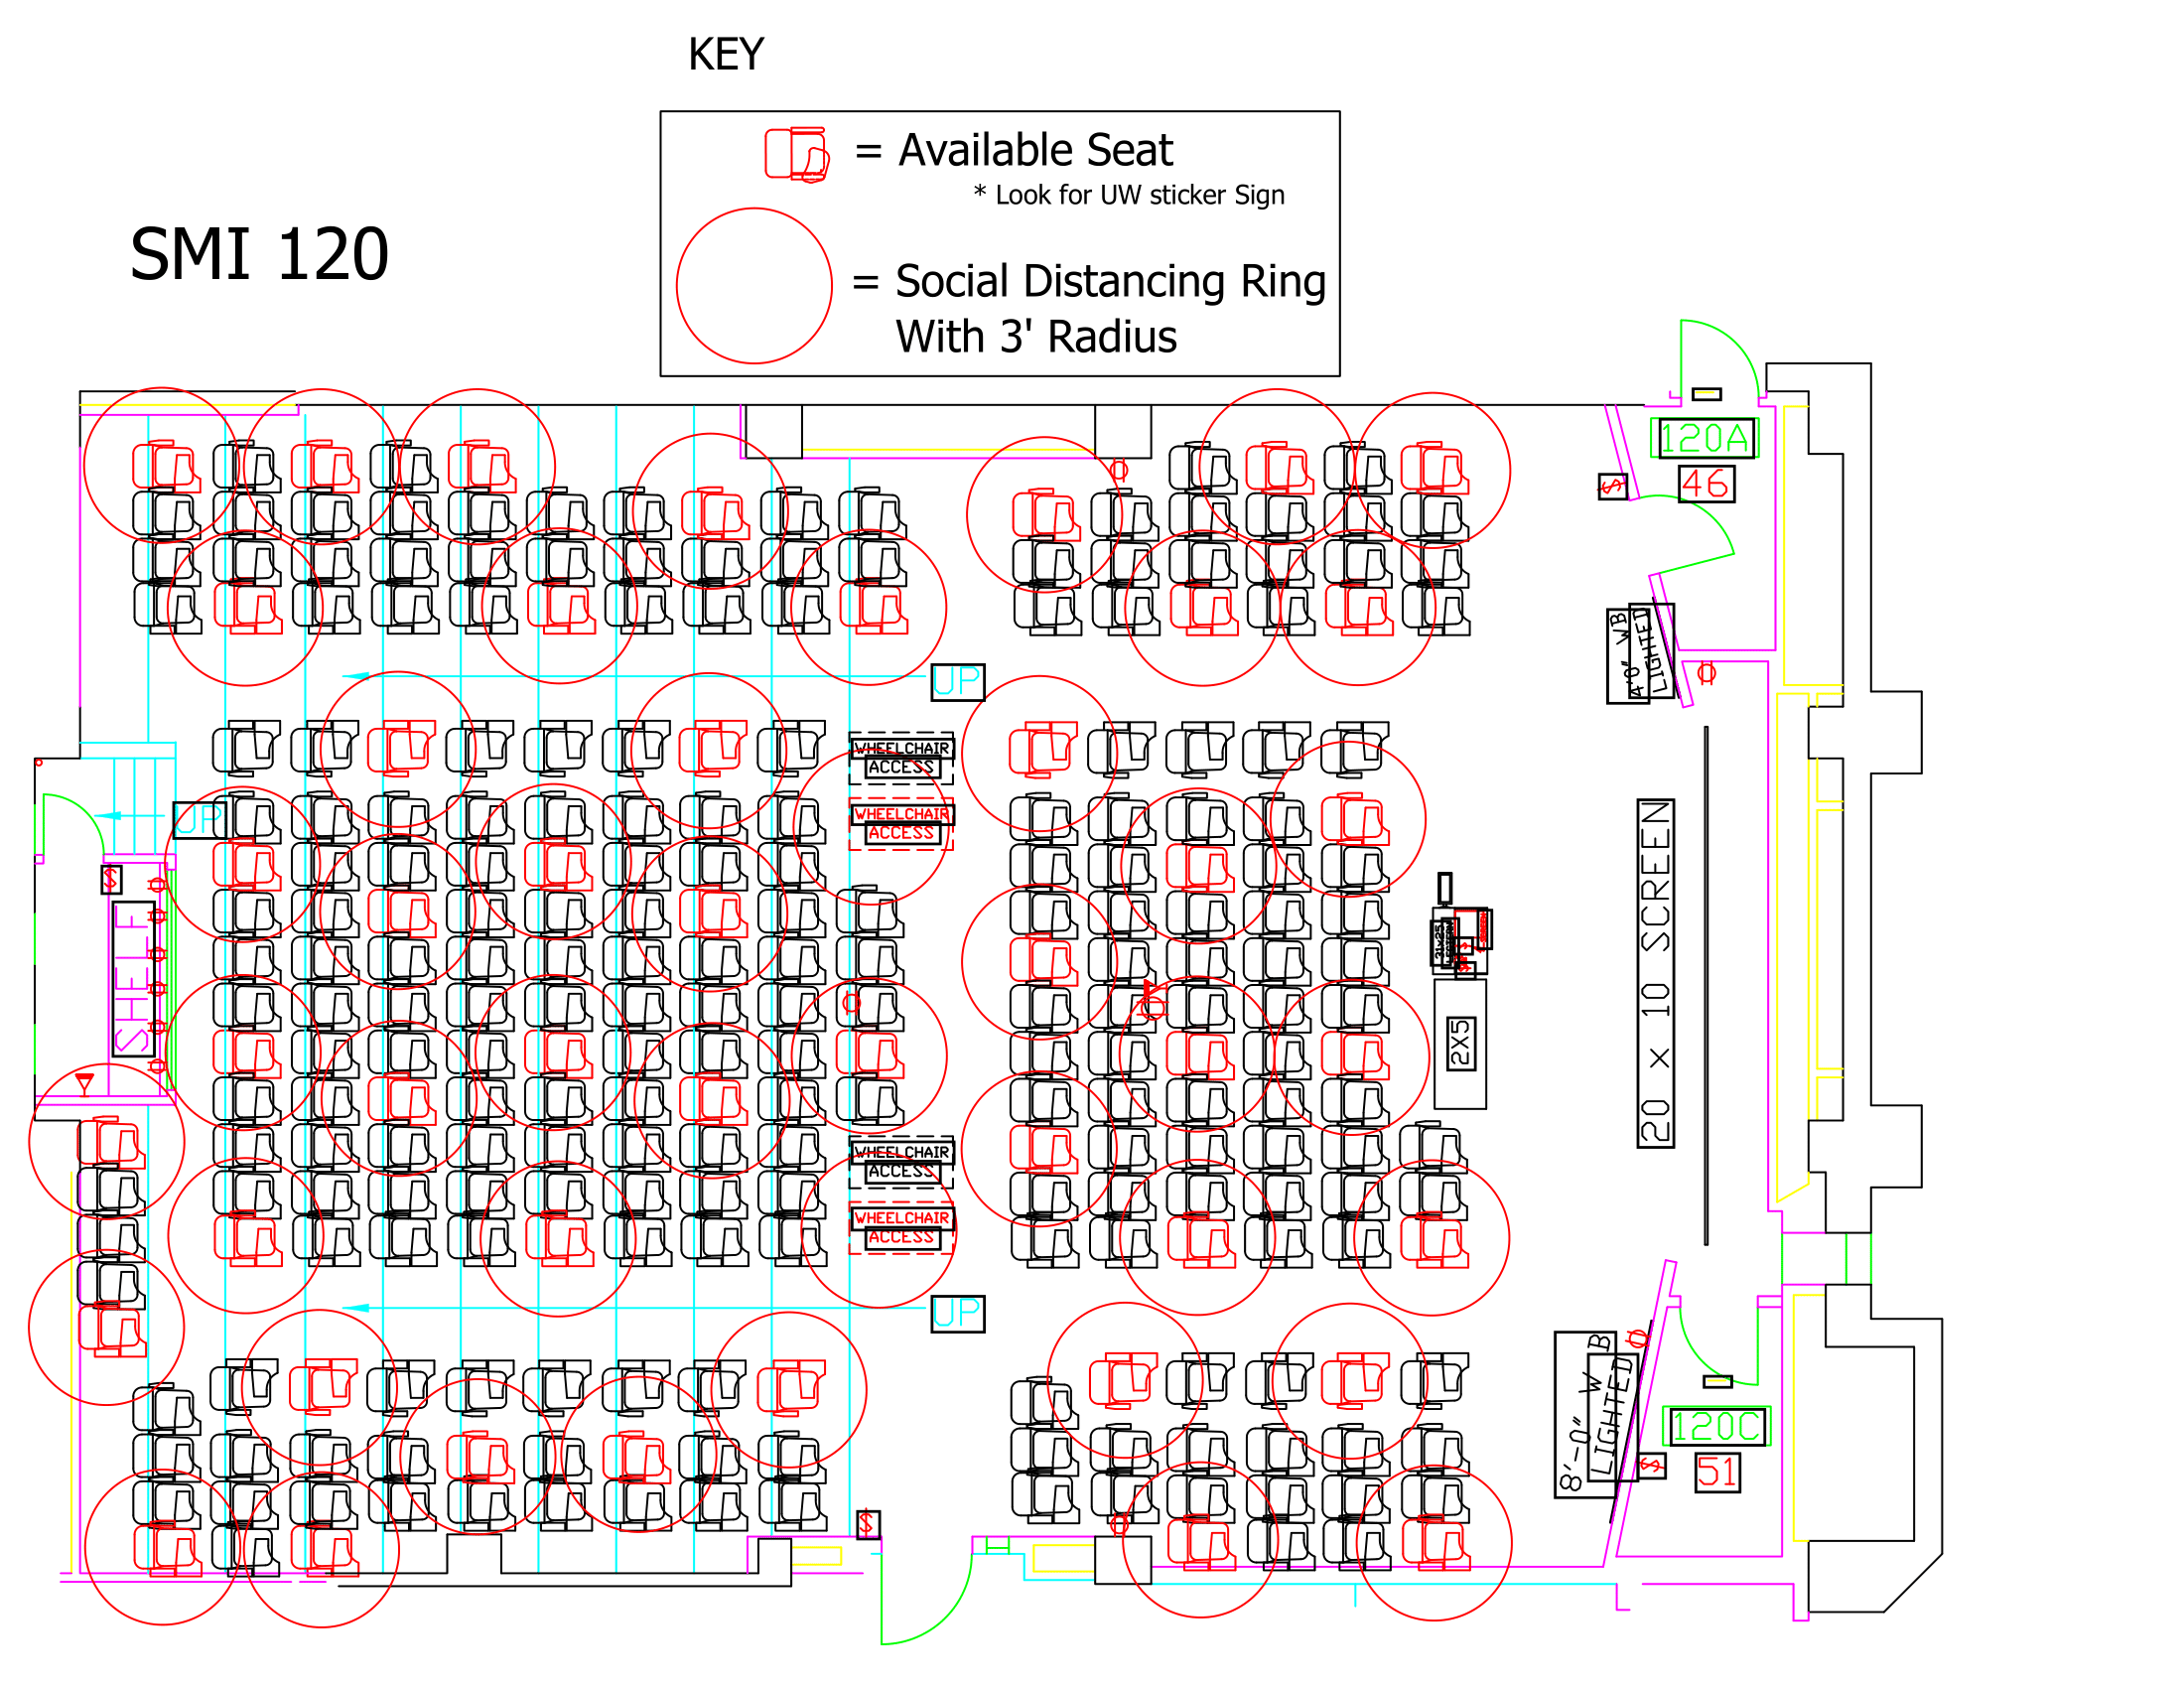 KEY
= Available Seat
* Look for UW sticker Sign
SMI 120
= Social Distancing Ring
With 3' Radius
120A
46
$
4'0" WB
LIGHTED
UP
WHEELCHAIR
ACCESS
WHEELCHAIR
ACCESS
UP
$
SHELF
20 x 10 SCREEN
31x25
LECTERN
2X5
WHEELCHAIR
ACCESS
WHEELCHAIR
ACCESS
UP
8'-0" W B
LIGHTED
120C
$
51
$